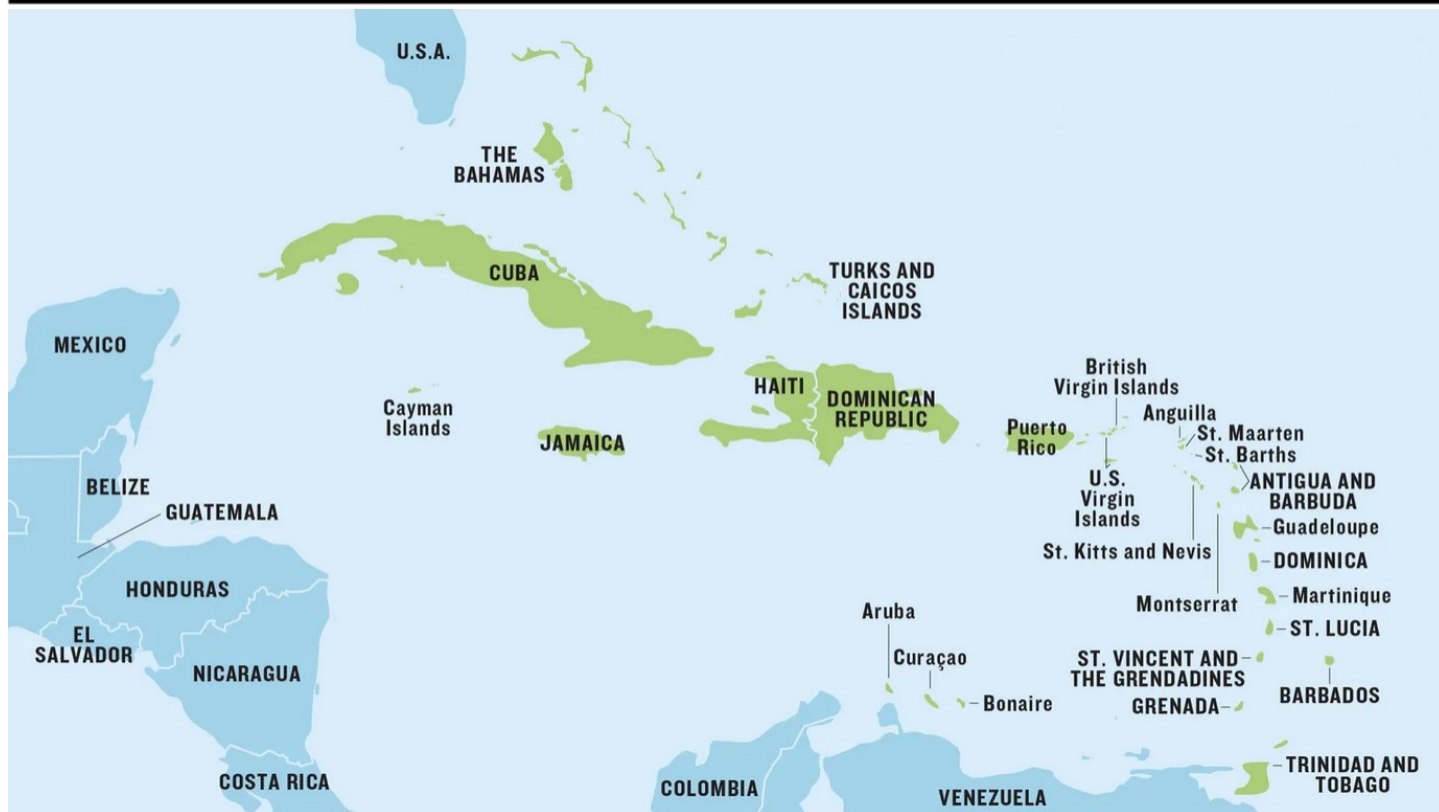 U.S.A.
THE
BAHAMAS
CUBA
TURKS AND
CAICOS
ISLANDS
MEXICO
Cayman
Islands
JAMAICA
HAITI
DOMINICAN
REPUBLIC
Puerto
Rico
British
Virgin Islands
Anguilla
St. Maarten
St. Barths
U.S.
Virgin
Islands
ANTIGUA AND
BARBUDA
BELIZE
GUATEMALA
Guadeloupe
St. Kitts and Nevis
DOMINICA
HONDURAS
Montserrat
Martinique
Aruba
ST. LUCIA
EL
SALVADOR
NICARAGUA
Curaçao
ST. VINCENT AND
THE GRENDADINES
BARBADOS
Bonaire
GRENADA
COSTA RICA
COLOMBIA
VENEZUELA
TRINIDAD AND
TOBAGO